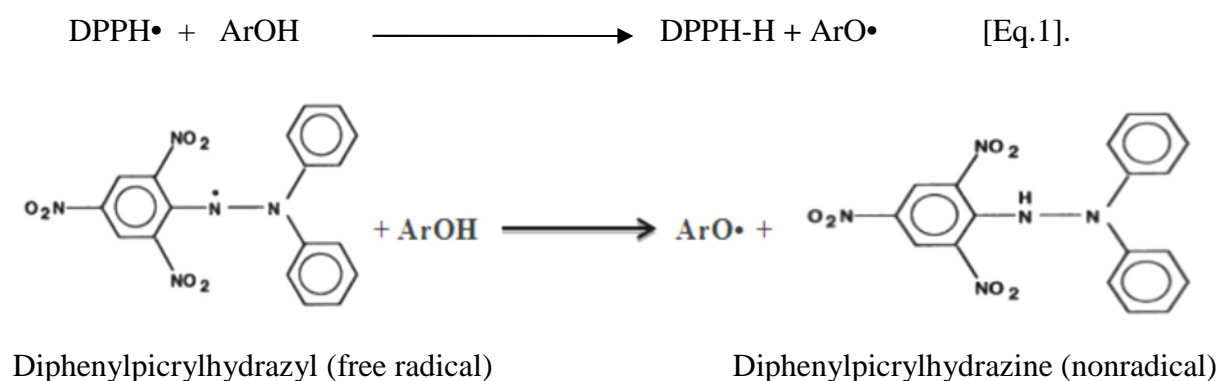 DPPH• + ArOH DPPH-H + ArO• [Eq.1].
NO2 NO2
O2N N N + ArOH ArO• + O2N H N N
NO2 NO2
Diphenylpicrylhydrazyl (free radical) Diphenylpicrylhydrazine (nonradical)